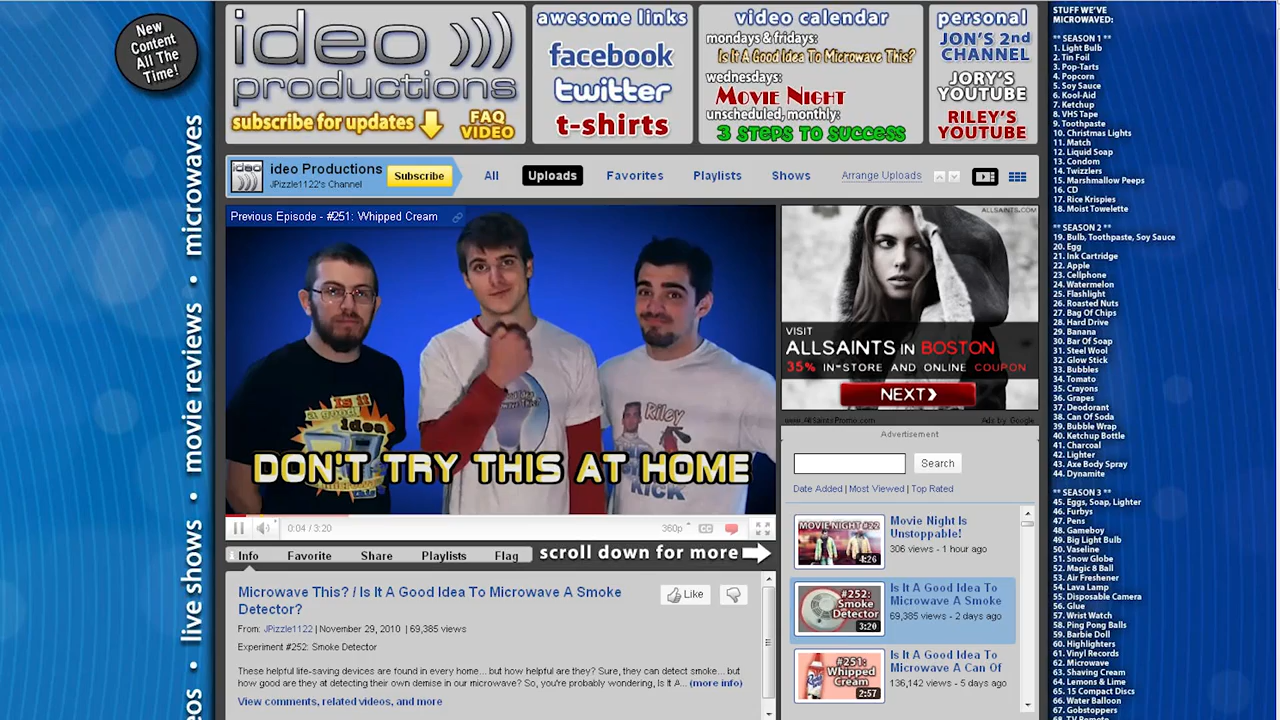 New
Content
All The
Time!
microwaves
movie reviews
live shows
ideo )))
productions
subscribe for updates
FAQ
VIDEO
awesome links
facebook
twitter
t-shirts
video calendar
mondays & fridays:
Is It A Good Idea To Microwave This?
wednesdays:
MOVIE NIGHT
unscheduled, monthly:
3 STEPS TO SUCCESS
personal
JON'S 2nd
CHANNEL
JORY'S
YOUTUBE
RILEY'S
YOUTUBE
ideo Productions
JPizzle1122's Channel
Subscribe
All
Uploads
Favorites
Playlists
Shows
Arrange Uploads
Previous Episode - #251: Whipped Cream
Riley
KICK
DON'T TRY THIS AT HOME
0:04 / 3:20
360p
Info
Favorite
Share
Playlists
Flag
scroll down for more
Microwave This? / Is It A Good Idea To Microwave A Smoke
Detector?
Like
From: JPizzle1122 | November 29, 2010 | 69,385 views
Experiment #252: Smoke Detector
These helpful life-saving devices are found in every home... but how helpful are they? Sure, they can detect smoke... but
how good are they at detecting their own demise in our microwave? So, you're probably wondering, Is It A... (more info)
View comments, related videos, and more
ALLSAINTS.COM
VISIT
ALLSAINTS IN BOSTON
35% IN-STORE AND ONLINE COUPON
NEXT
www.AllSaintsPromo.com
Ads by Google
Advertisement
Search
Date Added | Most Viewed | Top Rated
MOVIE NIGHT #22
4:26
Movie Night Is
Unstoppable!
306 views - 1 hour ago
#252:
Smoke
Detector
3:20
Is It A Good Idea To
Microwave A Smoke
69,385 views - 2 days ago
#251:
Whipped
Cream
2:57
Is It A Good Idea To
Microwave A Can Of
136,142 views - 5 days ago
STUFF WE'VE
MICROWAVED:
** SEASON 1 **
1. Light Bulb
2. Tin Foil
3. Pop-Tarts
4. Popcorn
5. Soy Sauce
6. Kool-Aid
7. Ketchup
8. VHS Tape
9. Toothpaste
10. Christmas Lights
11. Match
12. Liquid Soap
13. Condom
14. Twizzlers
15. Marshmallow Peeps
16. CD
17. Rice Krispies
18. Moist Towelette
** SEASON 2 **
19. Bulb, Toothpaste, Soy Sauce
20. Egg
21. Ink Cartridge
22. Apple
23. Cellphone
24. Watermelon
25. Flashlight
26. Roasted Nuts
27. Bag Of Chips
28. Hard Drive
29. Banana
30. Bar Of Soap
31. Steel Wool
32. Glow Stick
33. Bubbles
34. Tomato
35. Crayons
36. Grapes
37. Deodorant
38. Can Of Soda
39. Bubble Wrap
40. Ketchup Bottle
41. Charcoal
42. Lighter
43. Axe Body Spray
44. Dynamite
** SEASON 3 **
45. Eggs, Soap, Lighter
46. Furbys
47. Pens
48. Gameboy
49. Big Light Bulb
50. Vaseline
51. Snow Globe
52. Magic 8 Ball
53. Air Freshener
54. Lava Lamp
55. Disposable Camera
56. Glue
57. Wrist Watch
58. Ping Pong Balls
59. Barbie Doll
60. Highlighters
61. Vinyl Records
62. Microwave
63. Shaving Cream
64. Lemons & Lime
65. 15 Compact Discs
66. Water Balloon
67. Gobstoppers
68. TV Remote